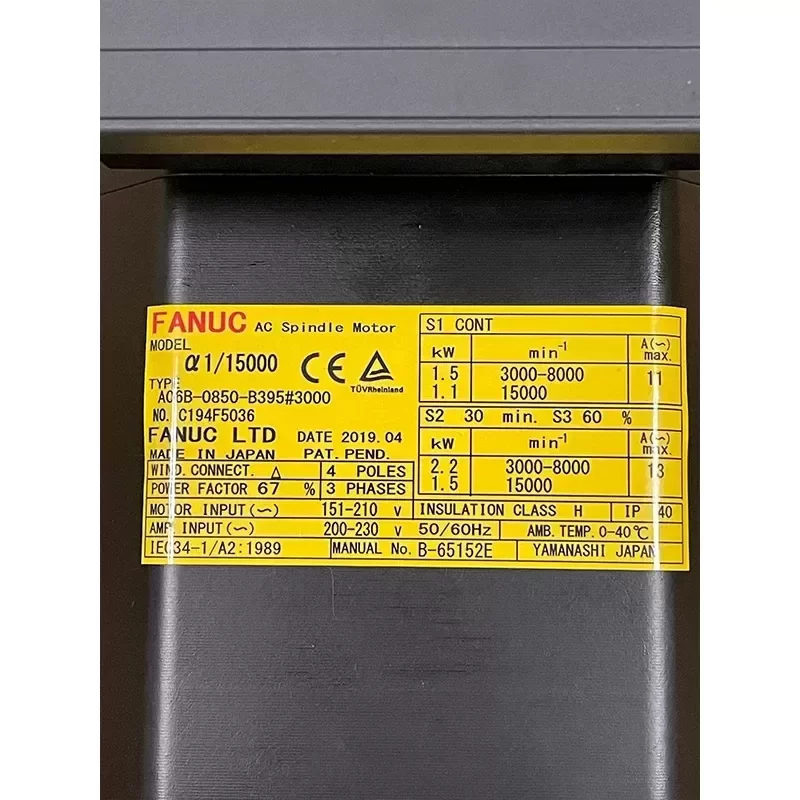 FANUC AC Spindle Motor
MODEL
α1/15000
CE
TÜVRheinland
TYPE
A06B-0850-B395#3000
NO. C194F5036
FANUC LTD DATE 2019.04
MADE IN JAPAN PAT. PEND.
WIND. CONNECT. △ 4 POLES
POWER FACTOR 67 % 3 PHASES
S1 CONT
kW min⁻¹ A(∼) max.
1.5 3000-8000 11
1.1 15000
S2 30 min. S3 60 %
kW min⁻¹ A(∼) max.
2.2 3000-8000 13
1.5 15000
MOTOR INPUT (∼) 151-210 V INSULATION CLASS H IP 40
AMP. INPUT (∼) 200-230 V 50/60Hz AMB. TEMP. 0-40℃
IEC34-1/A2:1989 MANUAL No. B-65152E YAMANASHI JAPAN